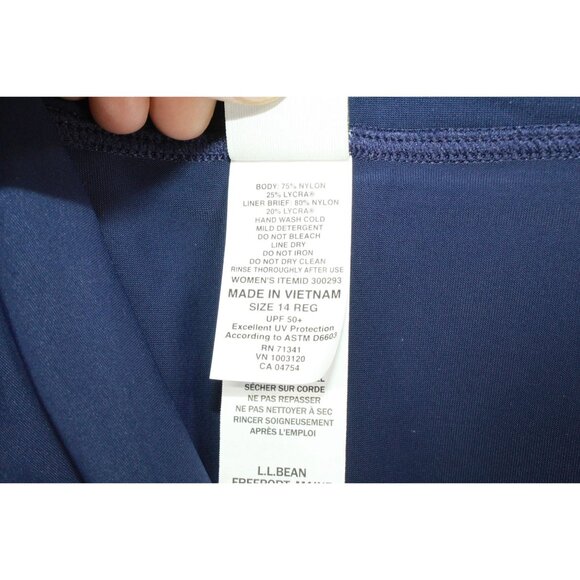 BODY: 75% NYLON
25% LYCRA®
LINER BRIEF: 80% NYLON
20% LYCRA®
HAND WASH COLD
MILD DETERGENT
DO NOT BLEACH
LINE DRY
DO NOT IRON
DO NOT DRY CLEAN
RINSE THOROUGHLY AFTER USE
WOMEN'S ITEMID 300293
MADE IN VIETNAM
SIZE 14 REG
UPF 50+
Excellent UV Protection
According to ASTM D6603
RN 71341
VN 1003120
CA 04754
SÉCHER SUR CORDE
NE PAS REPASSER
NE PAS NETTOYER À SEC
RINCER SOIGNEUSEMENT
APRÈS L'EMPLOI
L.L.BEAN
FREEPORT, MAINE